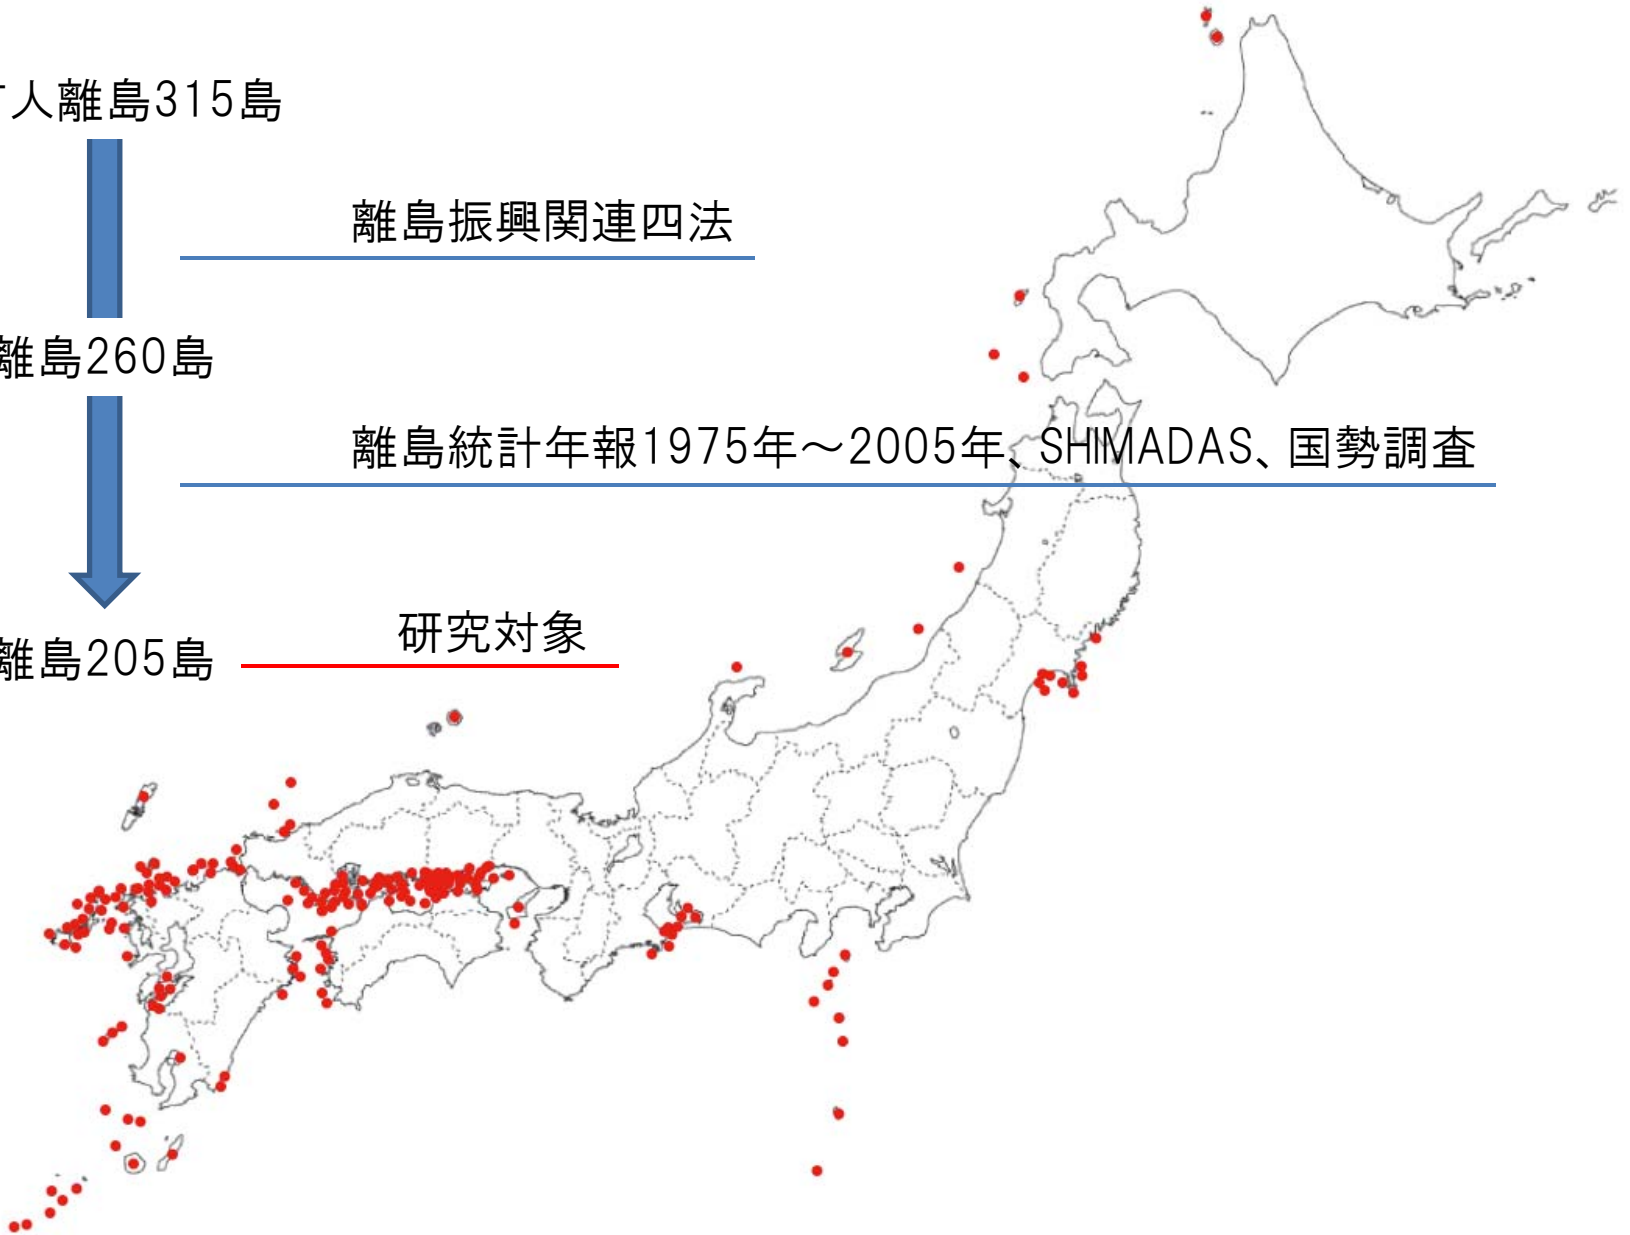 人離島315島
離島振興関連四法
離島260島
離島統計年報1975年～2005年、SHIMADAS、国勢調査
離島205島
研究対象